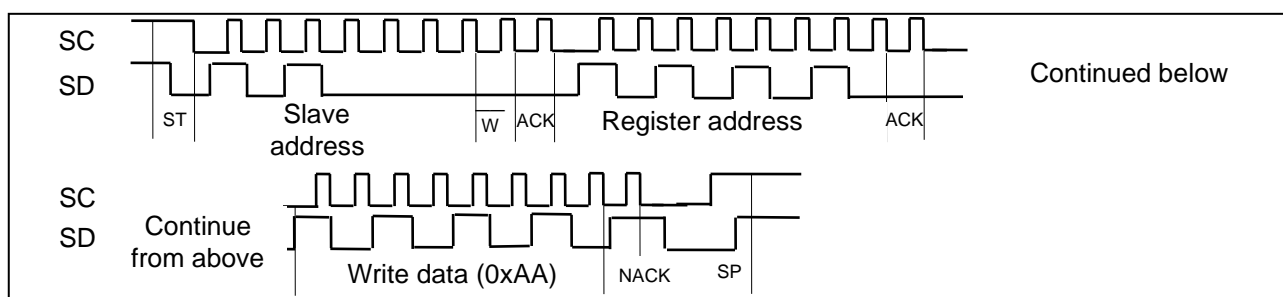 SC
SD
Continued below
ST
Slave
address
W
ACK
Register address
ACK
SC
SD
Continue
from above
Write data (0xAA)
NACK
SP